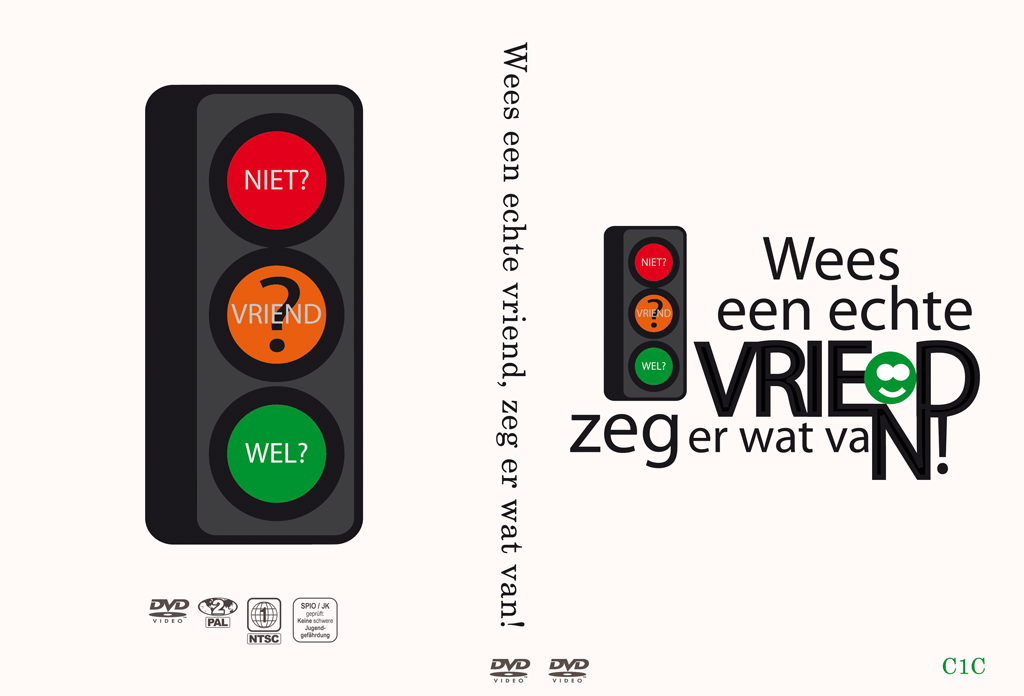 NIET?
?
VRIEND
WEL?
DVD
VIDEO
2
PAL
1
NTSC
SPIO / JK
geprüft:
Keine schwere
Jugend-
gefährdung
Wees een echte vriend, zeg er wat van!
DVD
VIDEO
DVD
VIDEO
NIET?
?
VRIEND
WEL?
Wees
een echte
VRIEND
zeg er wat vaN!
C1C